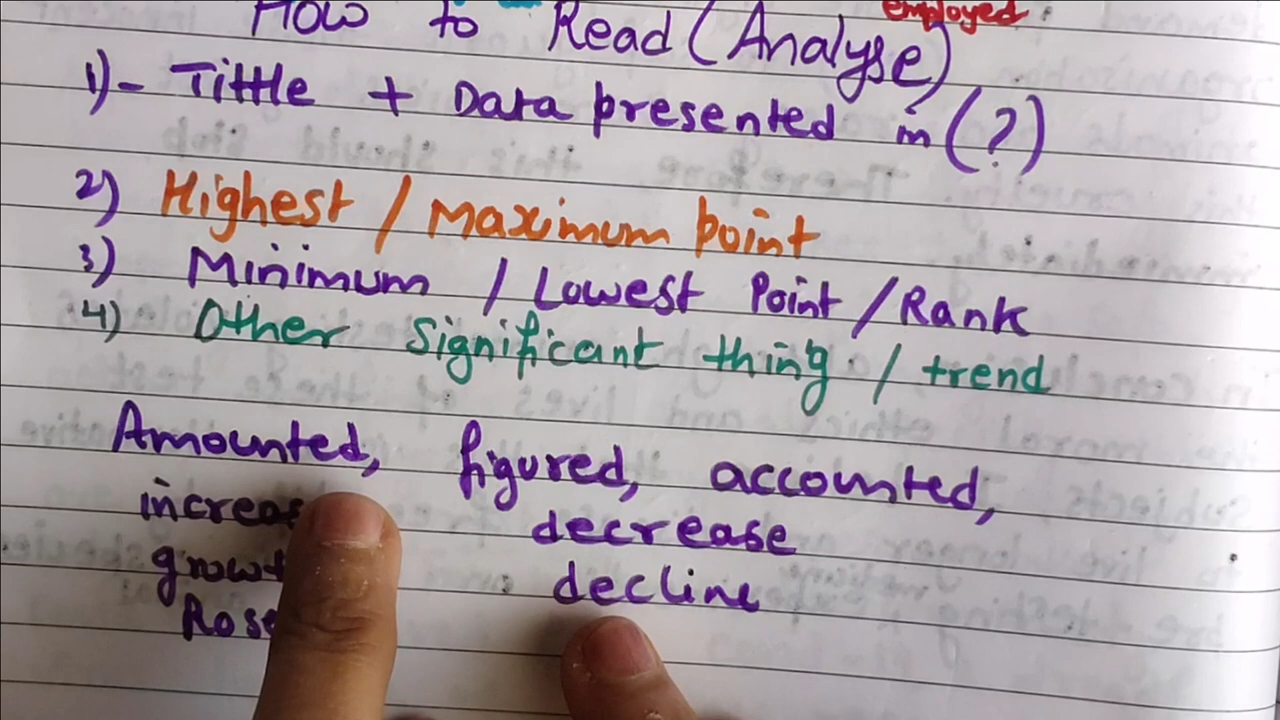 employed
How to Read (Analyse)
1)- Tittle + Data presented in (?)
2) Highest / Maximum point
3) Minimum / Lowest Point / Rank
4) Other significant thing / trend
Amounted, figured, accounted,
decrease
decline
Rose